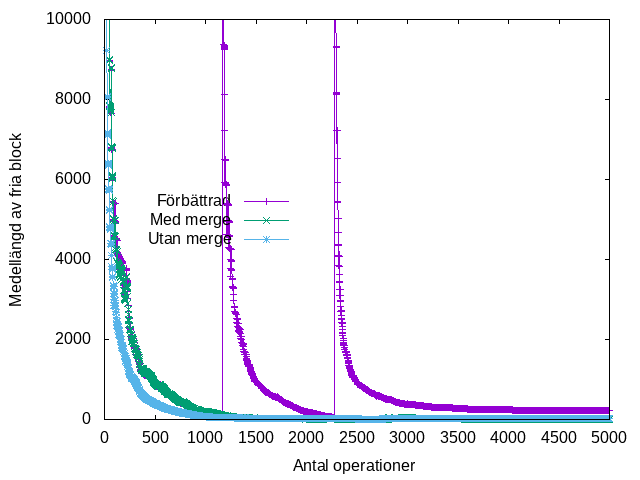 10000
8000
6000
4000
2000
0
Medellängd av fria block
Förbättrad
Med merge
Utan merge
0 500 1000 1500 2000 2500 3000 3500 4000 4500 5000
Antal operationer